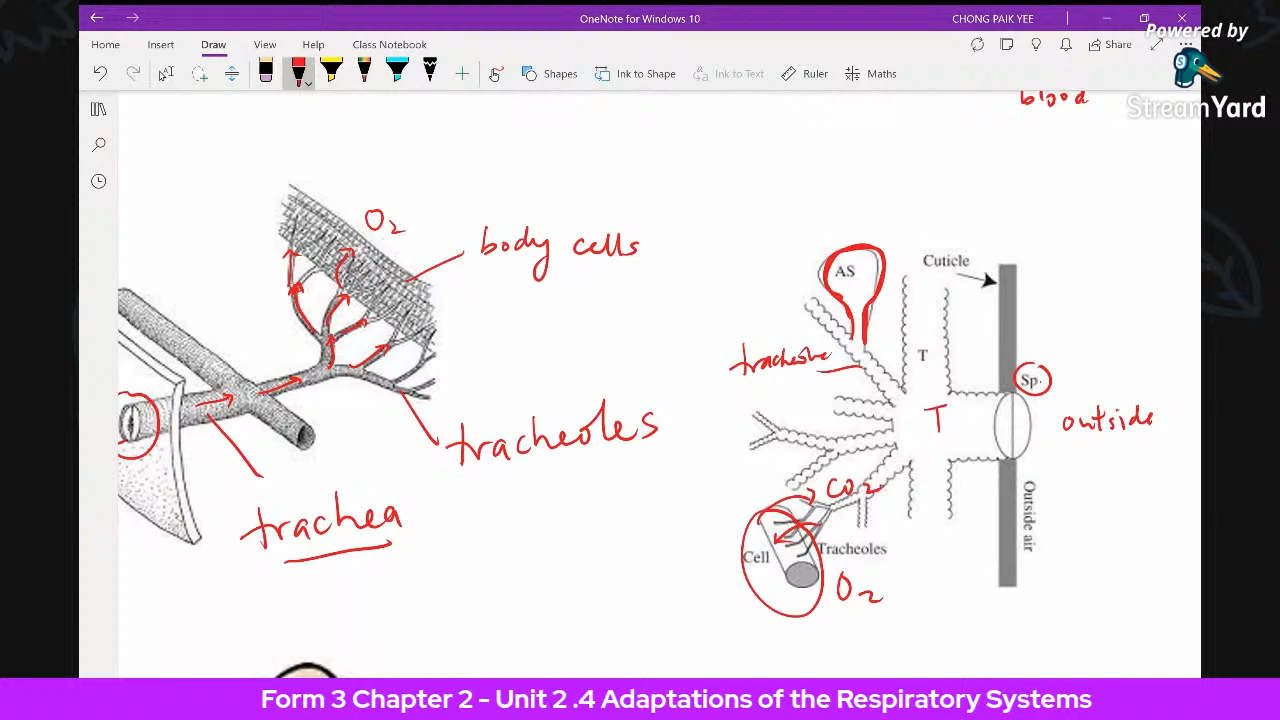 OneNote for Windows 10
CHONG PAIK YEE
Powered by
StreamYard
Home Insert Draw View Help Class Notebook
Share
Shapes Ink to Shape Ink to Text Ruler Maths
blood
O2
body cells
tracheoles
trachea
AS
Cuticle
tracheole
T
Sp.
T
outside
CO2
Outside air
Cell
Tracheoles
O2
Form 3 Chapter 2 - Unit 2 .4 Adaptations of the Respiratory Systems